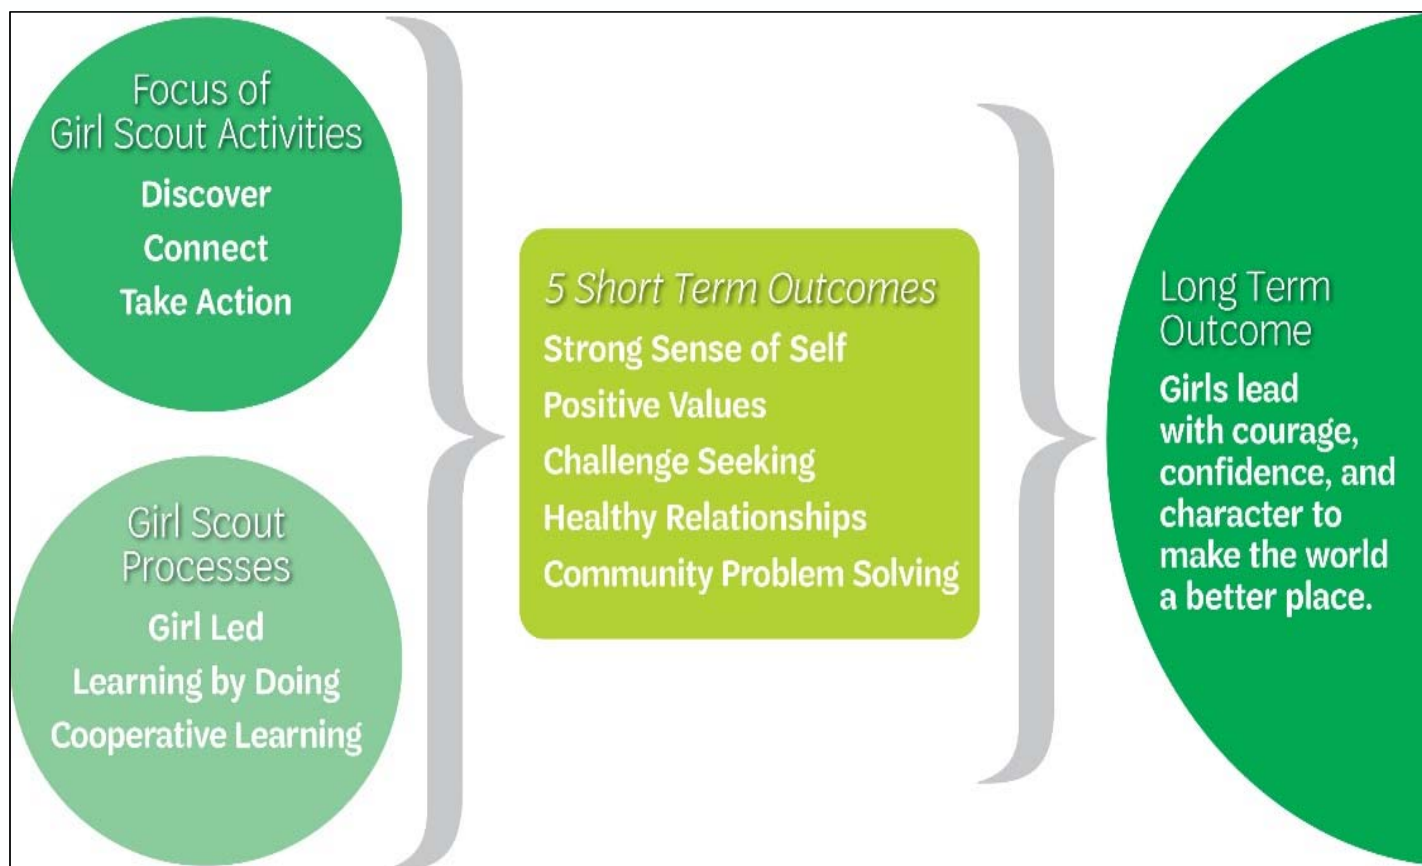 Focus of
Girl Scout Activities
Discover
Connect
Take Action
Girl Scout
Processes
Girl Led
Learning by Doing
Cooperative Learning
5 Short Term Outcomes
Strong Sense of Self
Positive Values
Challenge Seeking
Healthy Relationships
Community Problem Solving
Long Term
Outcome
Girls lead
with courage,
confidence, and
character to
make the world
a better place.